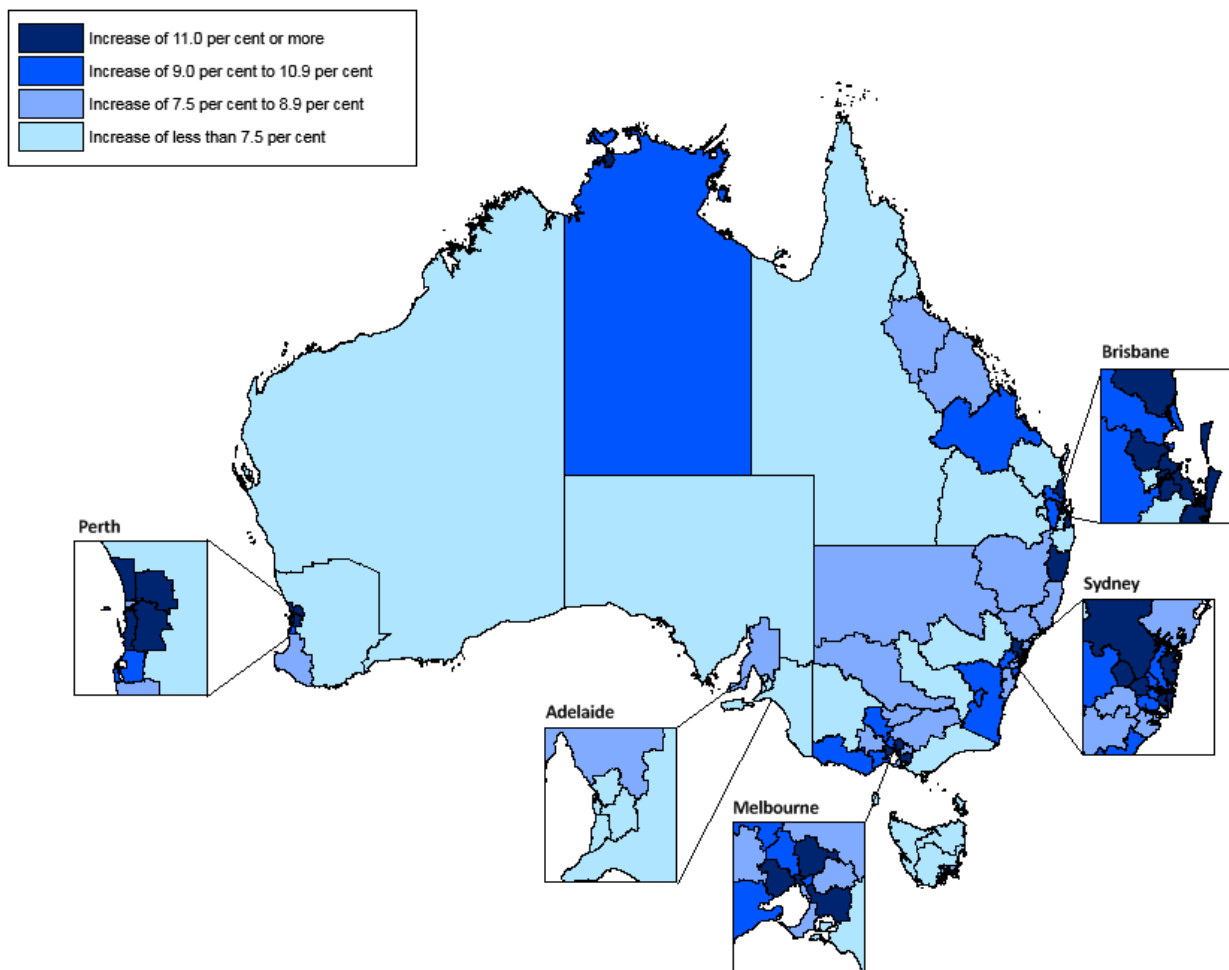 Increase of 11.0 per cent or more
Increase of 9.0 per cent to 10.9 per cent
Increase of 7.5 per cent to 8.9 per cent
Increase of less than 7.5 per cent
Brisbane
Perth
Sydney
Adelaide
Melbourne